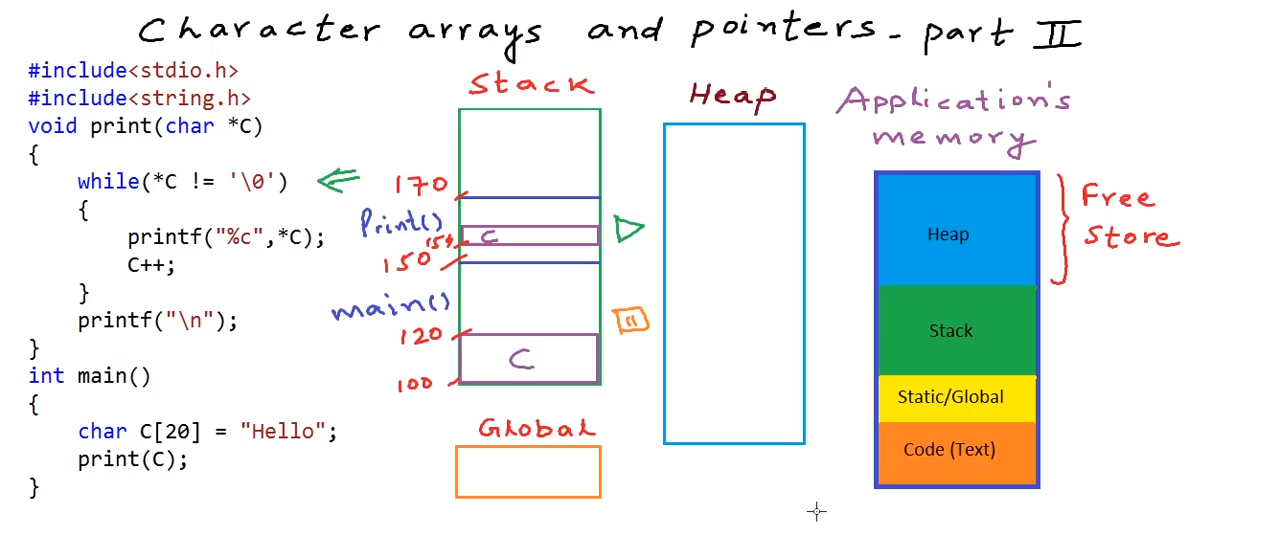 Character arrays and pointers - part II
#include<stdio.h>
#include<string.h>
void print(char *C)
{
while(*C != '\0')
{
printf("%c",*C);
C++;
}
printf("\n");
}
int main()
{
char C[20] = "Hello";
print(C);
}
Stack
170
Print()
C
154
150
main()
120
C
100
Global
Heap
Application's
memory
Heap
Stack
Static/Global
Code (Text)
Free
Store